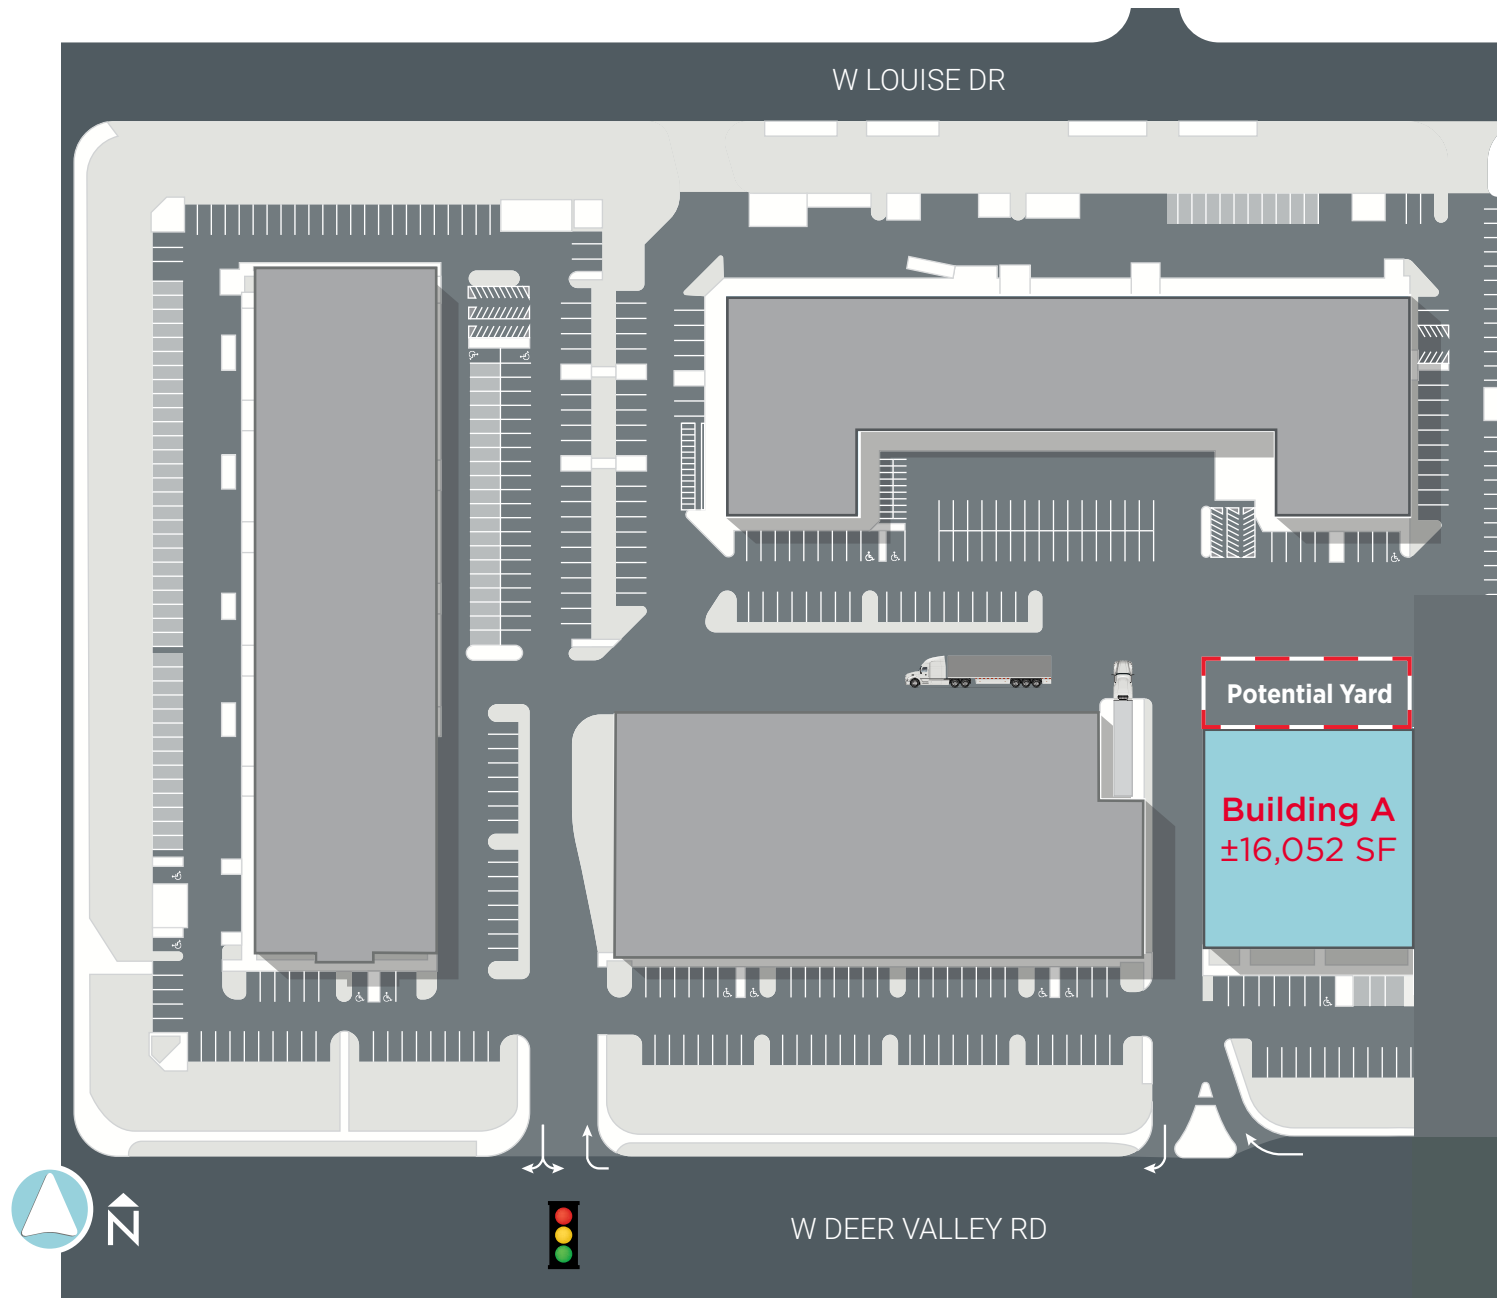 W LOUISE DR
Potential Yard
Building A
±16,052 SF
N
W DEER VALLEY RD